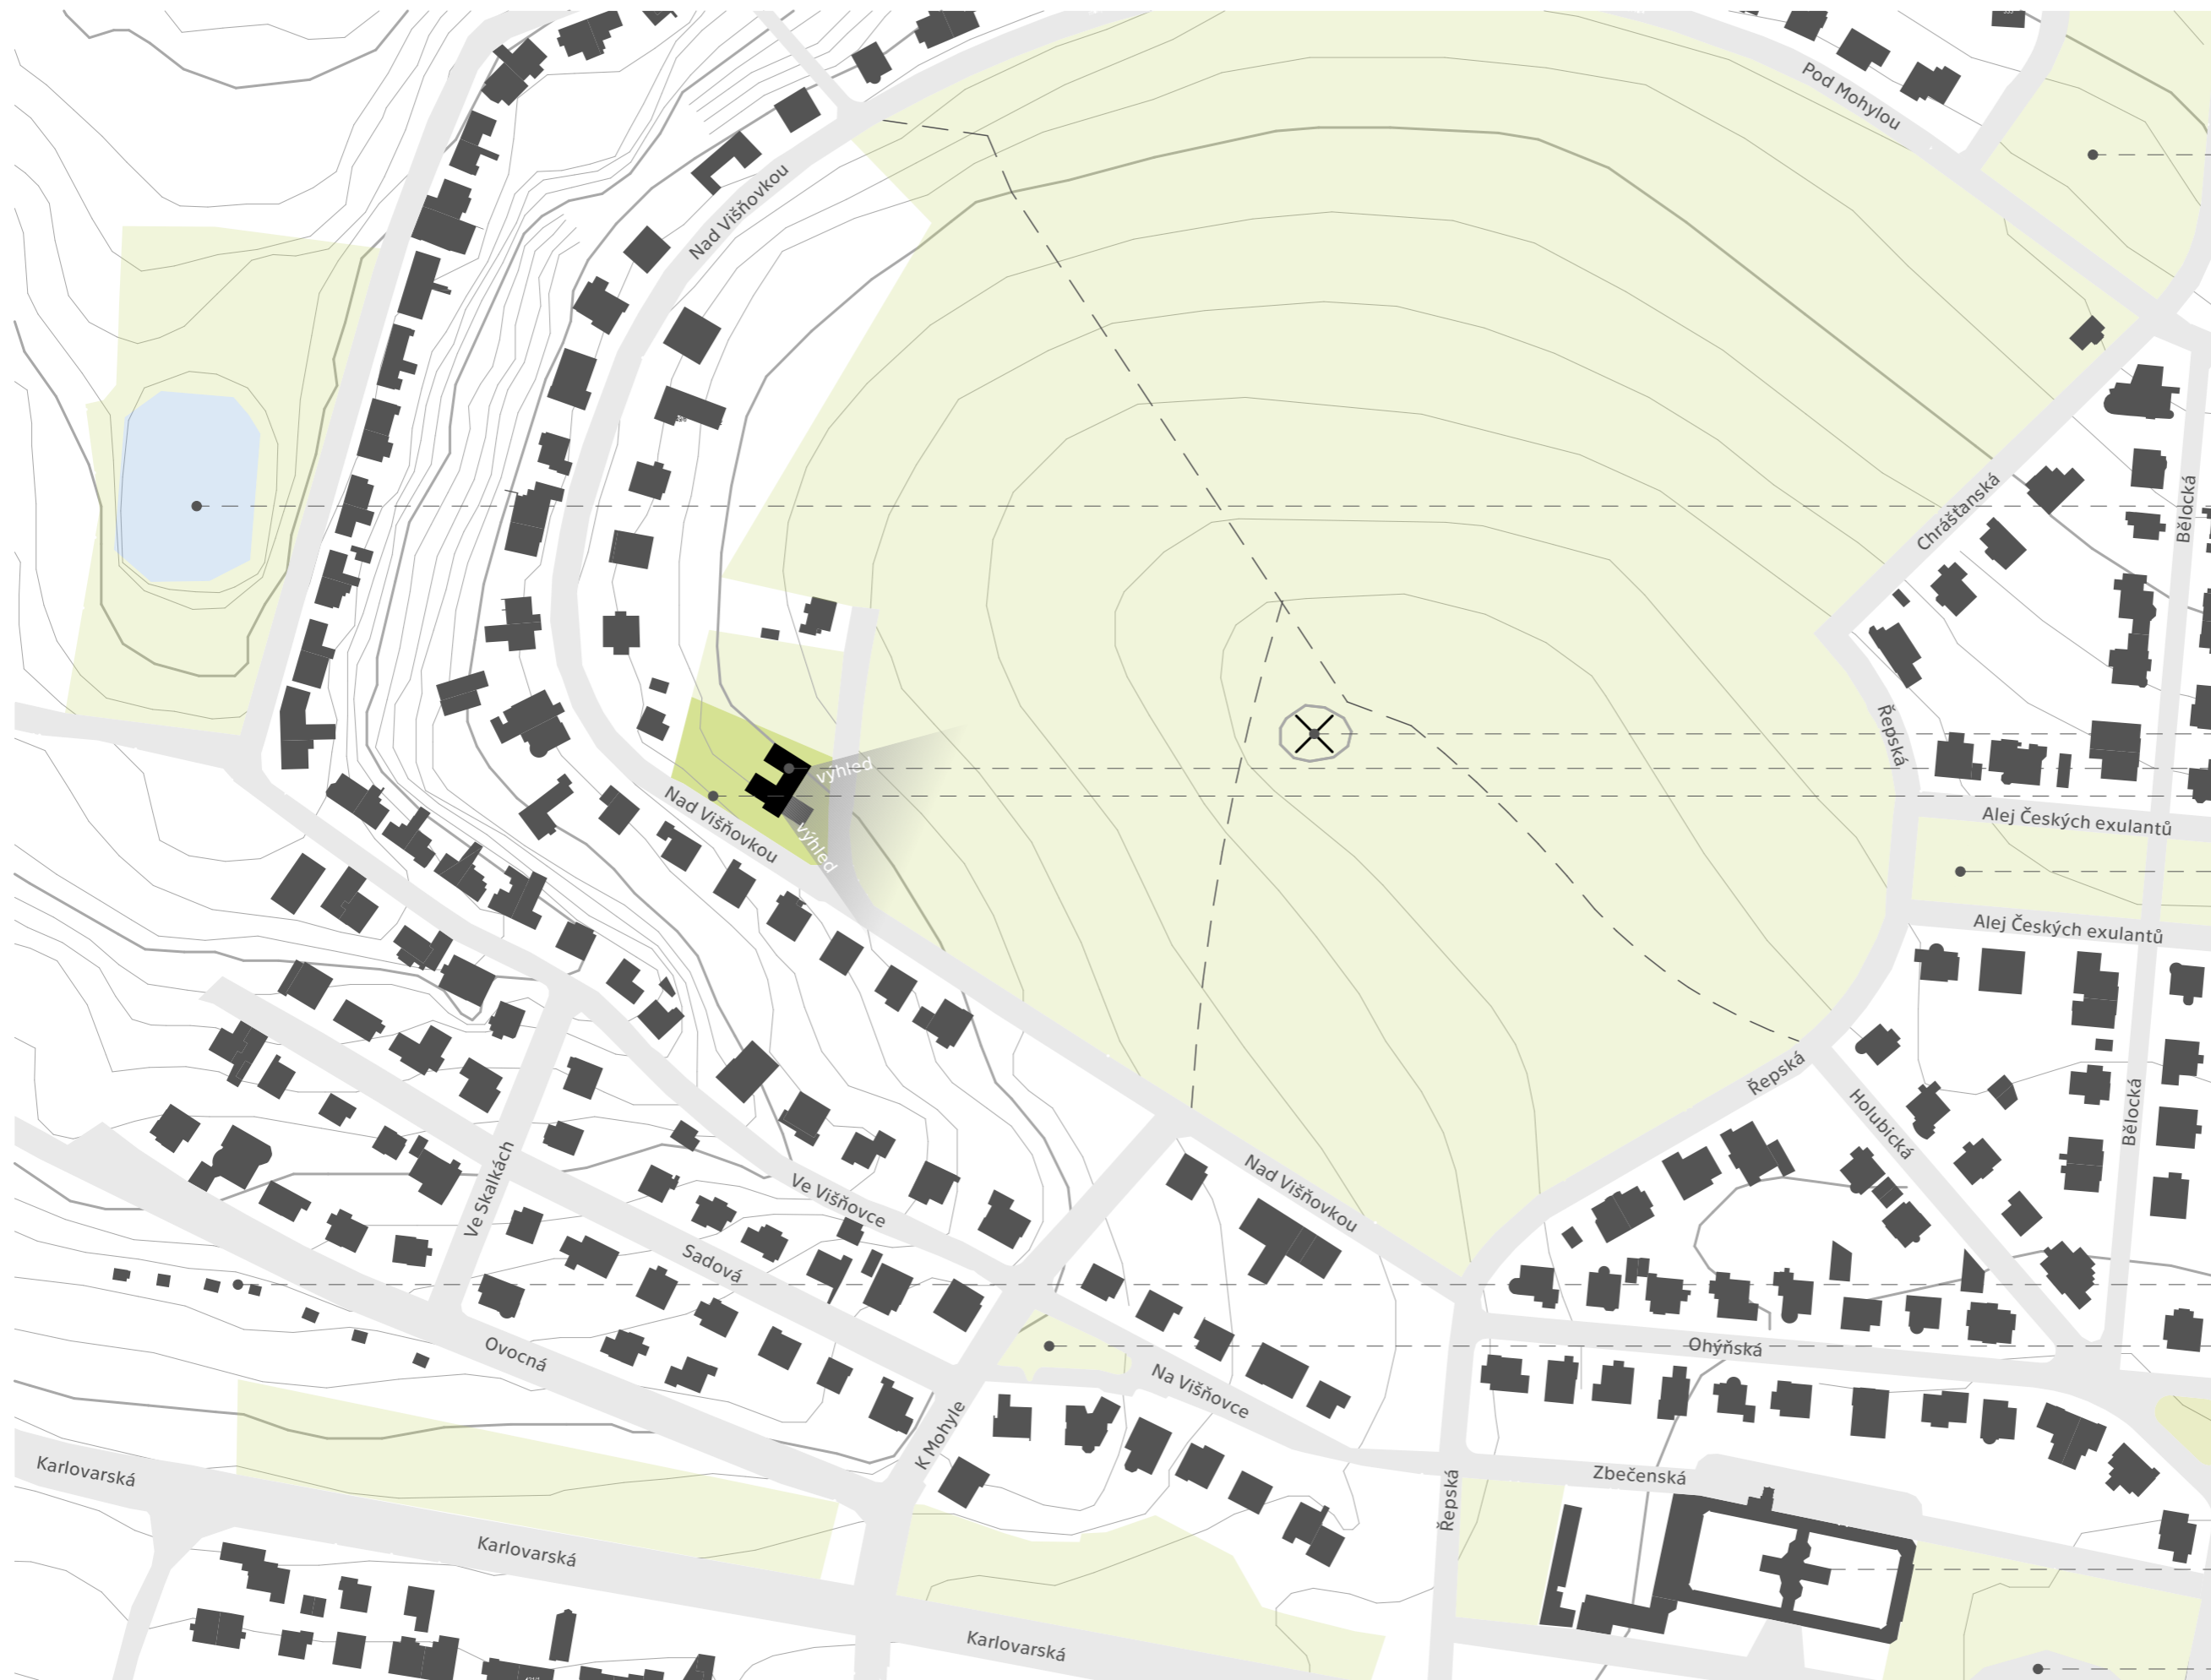 Pod Mohylou
Nad Višňovkou
Chrášťanská
Bělocká
Řepská
výhled
Alej Českých exulantů
Nad Višňovkou
výhled
Alej Českých exulantů
Řepská
Holubická
Bělocká
Ve Skalkách
Nad Višňovkou
Ve Višňovce
Sadová
Ovocná
Ohýňská
Na Višňovce
K Mohyle
Karlovarská
Zbečenská
Řepská
Karlovarská
Karlovarská